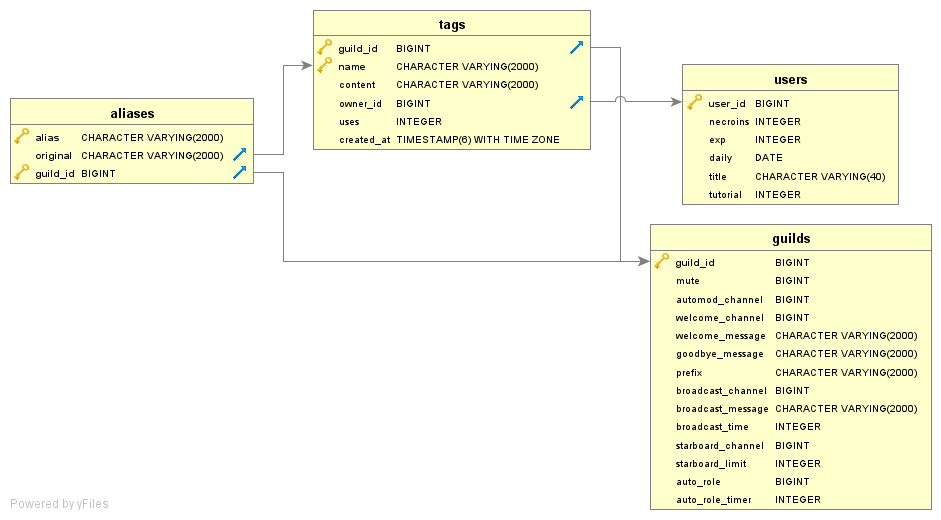 aliases
alias CHARACTER VARYING(2000)
original CHARACTER VARYING(2000)
guild_id BIGINT
tags
guild_id BIGINT
name CHARACTER VARYING(2000)
content CHARACTER VARYING(2000)
owner_id BIGINT
uses INTEGER
created_at TIMESTAMP(6) WITH TIME ZONE
users
user_id BIGINT
necroins INTEGER
exp INTEGER
daily DATE
title CHARACTER VARYING(40)
tutorial INTEGER
guilds
guild_id BIGINT
mute BIGINT
automod_channel BIGINT
welcome_channel BIGINT
welcome_message CHARACTER VARYING(2000)
goodbye_message CHARACTER VARYING(2000)
prefix CHARACTER VARYING(2000)
broadcast_channel BIGINT
broadcast_message CHARACTER VARYING(2000)
broadcast_time INTEGER
starboard_channel BIGINT
starboard_limit INTEGER
auto_role BIGINT
auto_role_timer INTEGER
Powered by yFiles